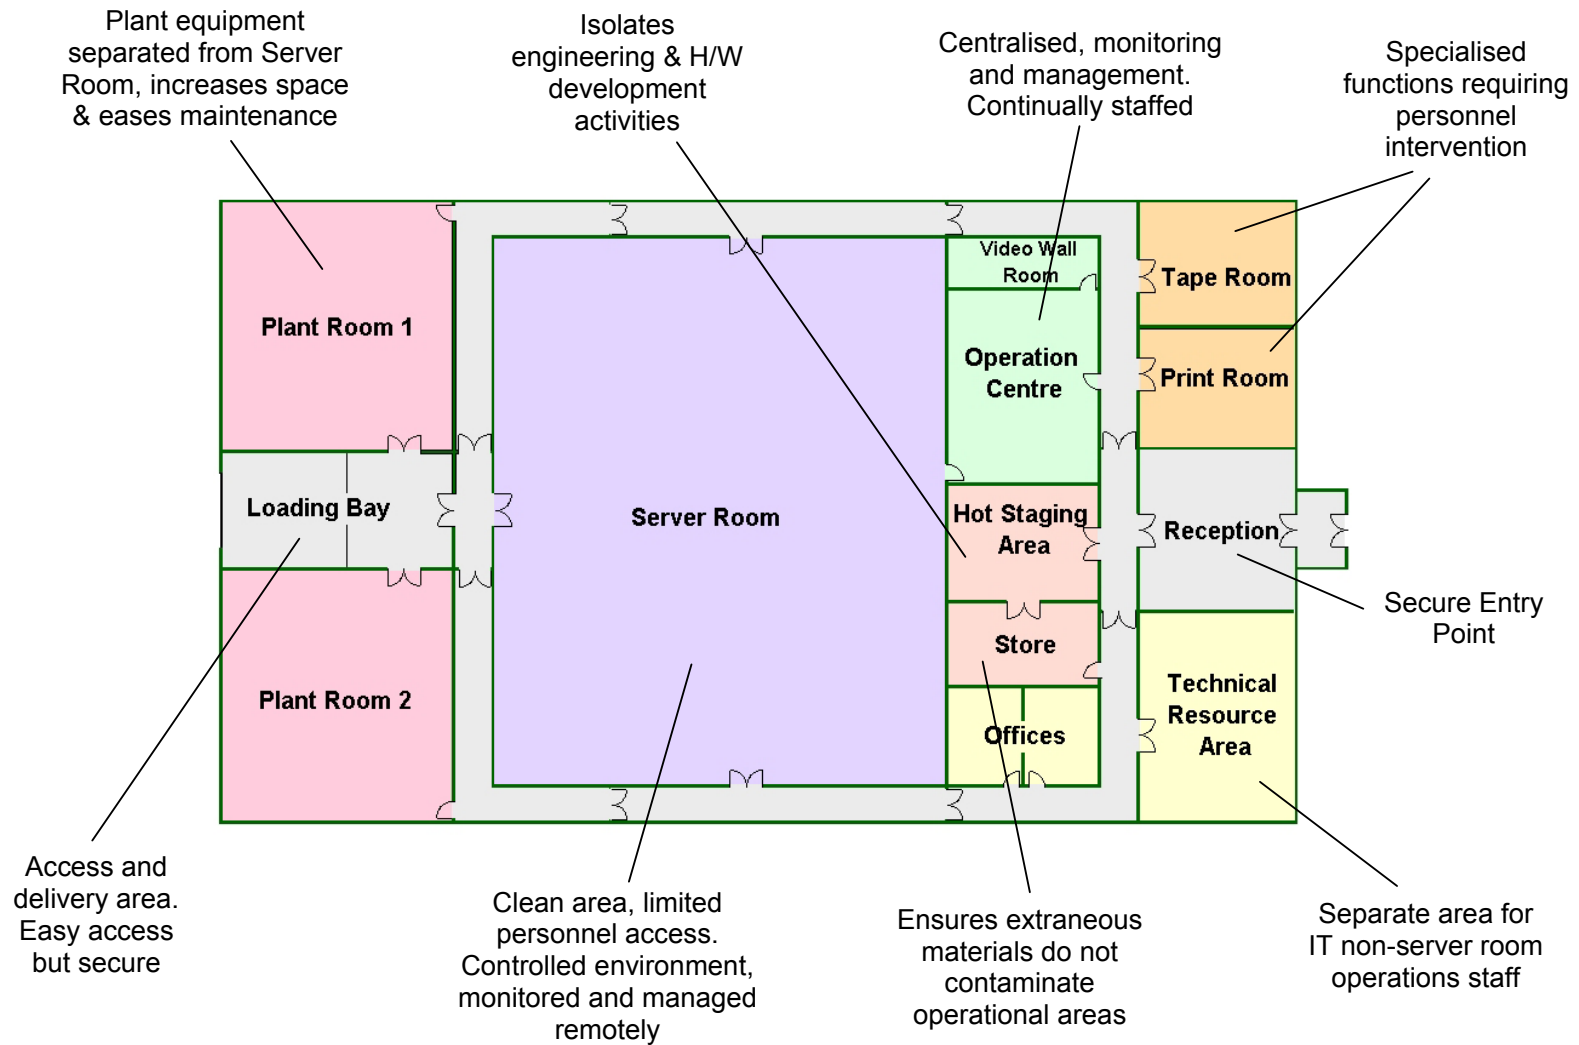 Plant equipment
separated from Server
Room, increases space
& eases maintenance
Isolates
engineering & H/W
development
activities
Centralised, monitoring
and management.
Continually staffed
Specialised
functions requiring
personnel
intervention
Plant Room 1
Video Wall
Room
Tape Room
Operation
Centre
Print Room
Loading Bay
Server Room
Hot Staging
Area
Reception
Secure Entry
Point
Store
Plant Room 2
Offices
Technical
Resource
Area
Access and
delivery area.
Easy access
but secure
Clean area, limited
personnel access.
Controlled environment,
monitored and managed
remotely
Ensures extraneous
materials do not
contaminate
operational areas
Separate area for
IT non-server room
operations staff